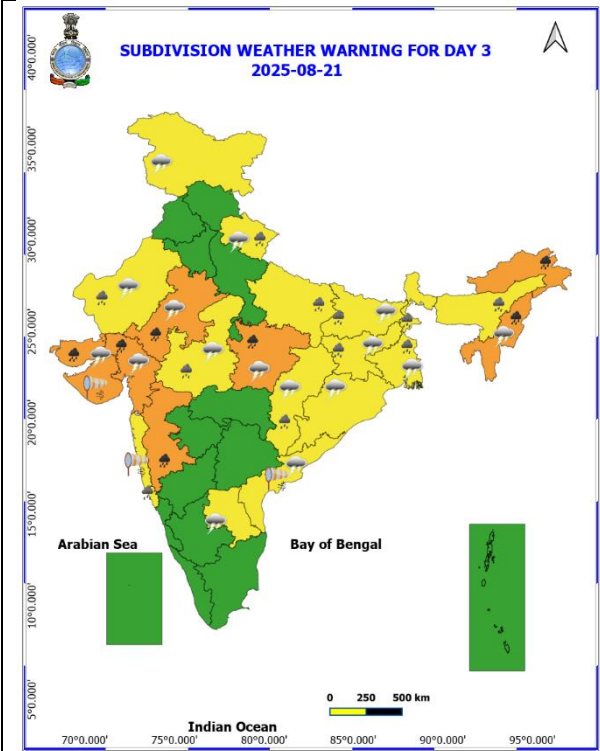 SUBDIVISION WEATHER WARNING FOR DAY 3
2025-08-21
40°0.000'
35°0.000'
30°0.000'
25°0.000'
20°0.000'
15°0.000'
10°0.000'
5°0.000'
Arabian Sea
Bay of Bengal
0 250 500 km
Indian Ocean
70°0.000' 75°0.000' 80°0.000' 85°0.000' 90°0.000' 95°0.000'